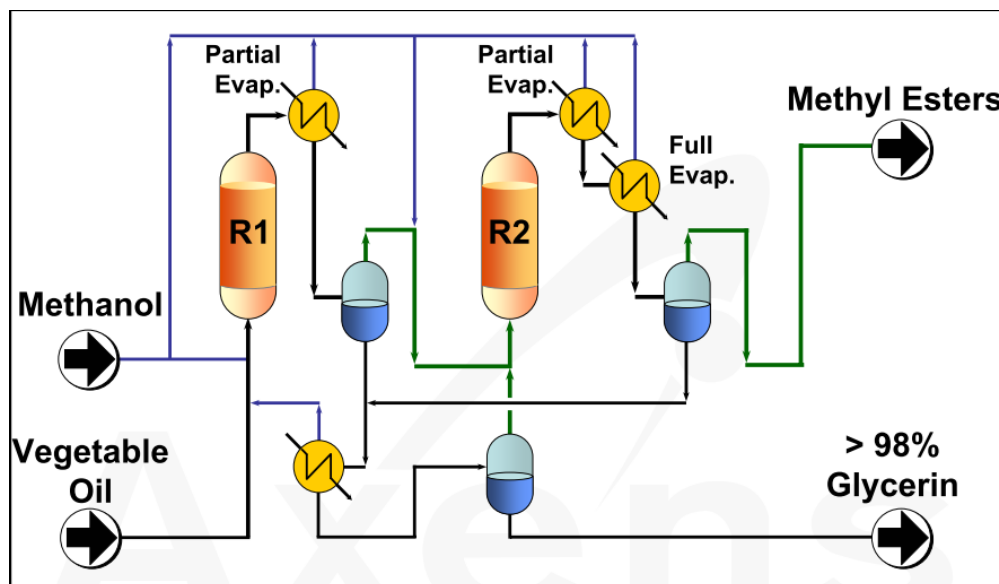 Partial
Evap.
Partial
Evap.
Methyl Esters
Full
Evap.
R1
R2
Methanol
Vegetable
Oil
> 98%
Glycerin
Axens